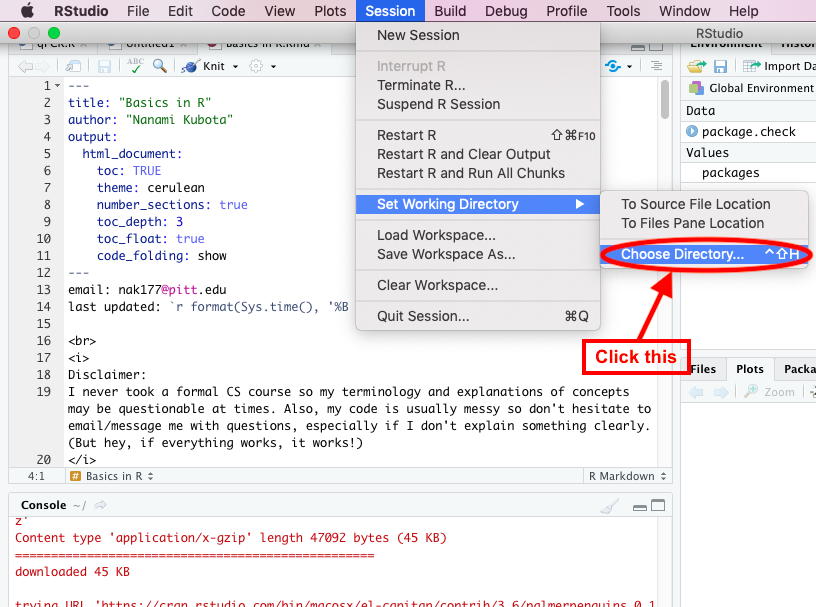 RStudio File Edit Code View Plots Session Build Debug Profile Tools Window Help
RStudio
qPCR.R Untitled1 Basics in R.Rmd
ABC Knit
1 ---
2 title: "Basics in R"
3 author: "Nanami Kubota"
4 output:
5 html_document:
6 toc: TRUE
7 theme: cerulean
8 number_sections: true
9 toc_depth: 3
10 toc_float: true
11 code_folding: show
12 ---
13 email: nak177@pitt.edu
14 last updated: `r format(Sys.time(), '%B
15
16 <br>
17 <i>
18 Disclaimer:
19 I never took a formal CS course so my terminology and explanations of concepts
may be questionable at times. Also, my code is usually messy so don't hesitate to
email/message me with questions, especially if I don't explain something clearly.
(But hey, if everything works, it works!)
20 </i>
4:1 # Basics in R R Markdown
New Session
Interrupt R
Terminate R...
Suspend R Session
Restart R ⇧⌘F10
Restart R and Clear Output
Restart R and Run All Chunks
Set Working Directory ▶
Load Workspace...
Save Workspace As...
Clear Workspace...
Quit Session... ⌘Q
To Source File Location
To Files Pane Location
Choose Directory... ^⇧H
Click this
Environment Histor
Import Da
Global Environment
Data
package.check
Values
packages
Files Plots Packa
Zoom
Console ~/
z'
Content type 'application/x-gzip' length 47092 bytes (45 KB)
==================================================
downloaded 45 KB
trying URL 'https://cran.rstudio.com/bin/macosx/el-capitan/contrib/3.6/palmerpenguins_0.1